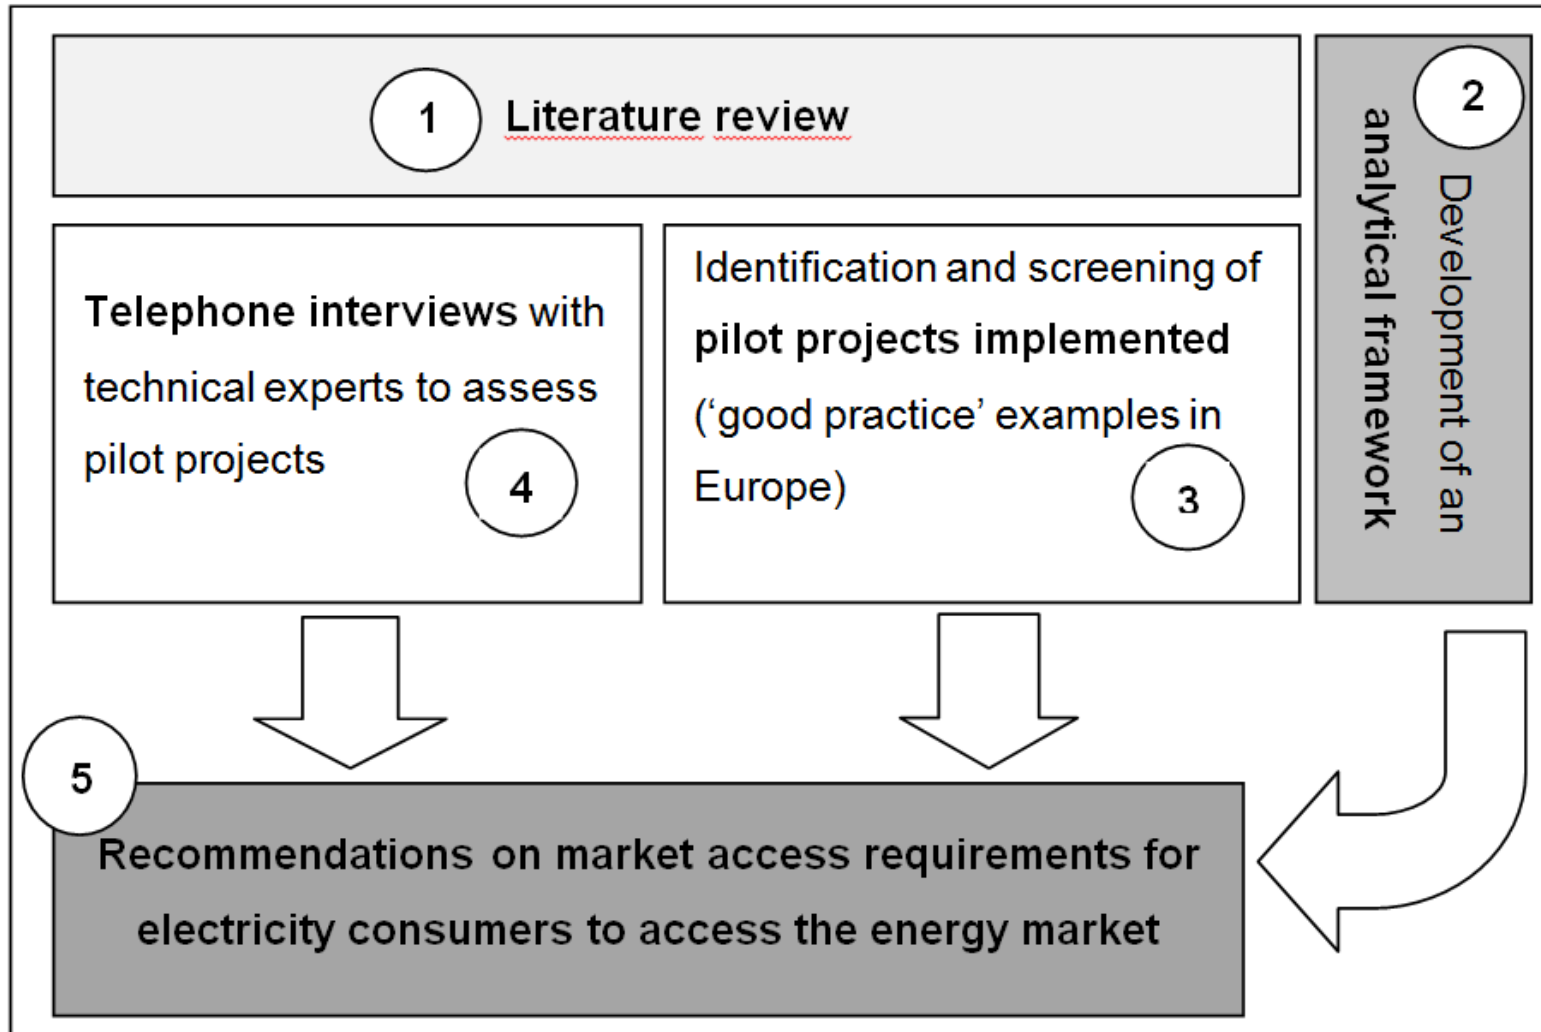 1
Literature review
2
Development of an
analytical framework
Telephone interviews with
technical experts to assess
pilot projects
4
Identification and screening of
pilot projects implemented
(‘good practice’ examples in
Europe)
3
5
Recommendations on market access requirements for
electricity consumers to access the energy market